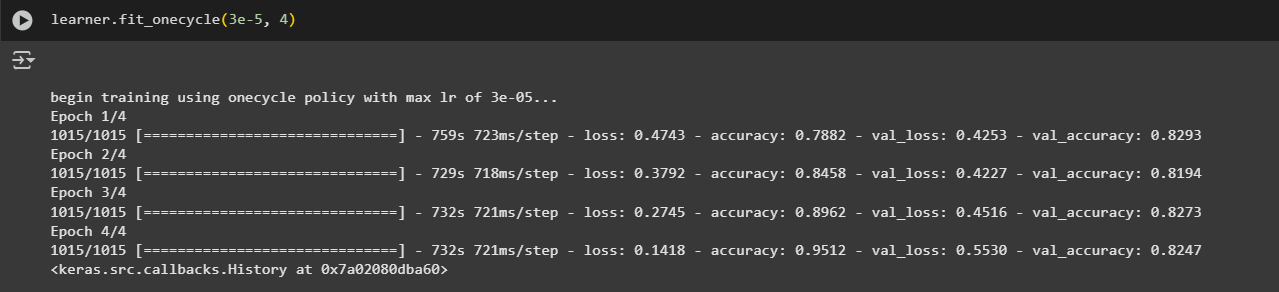 learner.fit_onecycle(3e-5, 4)
begin training using onecycle policy with max lr of 3e-05...
Epoch 1/4
1015/1015 [==============================] - 759s 723ms/step - loss: 0.4743 - accuracy: 0.7882 - val_loss: 0.4253 - val_accuracy: 0.8293
Epoch 2/4
1015/1015 [==============================] - 729s 718ms/step - loss: 0.3792 - accuracy: 0.8458 - val_loss: 0.4227 - val_accuracy: 0.8194
Epoch 3/4
1015/1015 [==============================] - 732s 721ms/step - loss: 0.2745 - accuracy: 0.8962 - val_loss: 0.4516 - val_accuracy: 0.8273
Epoch 4/4
1015/1015 [==============================] - 732s 721ms/step - loss: 0.1418 - accuracy: 0.9512 - val_loss: 0.5530 - val_accuracy: 0.8247
<keras.src.callbacks.History at 0x7a02080dba60>